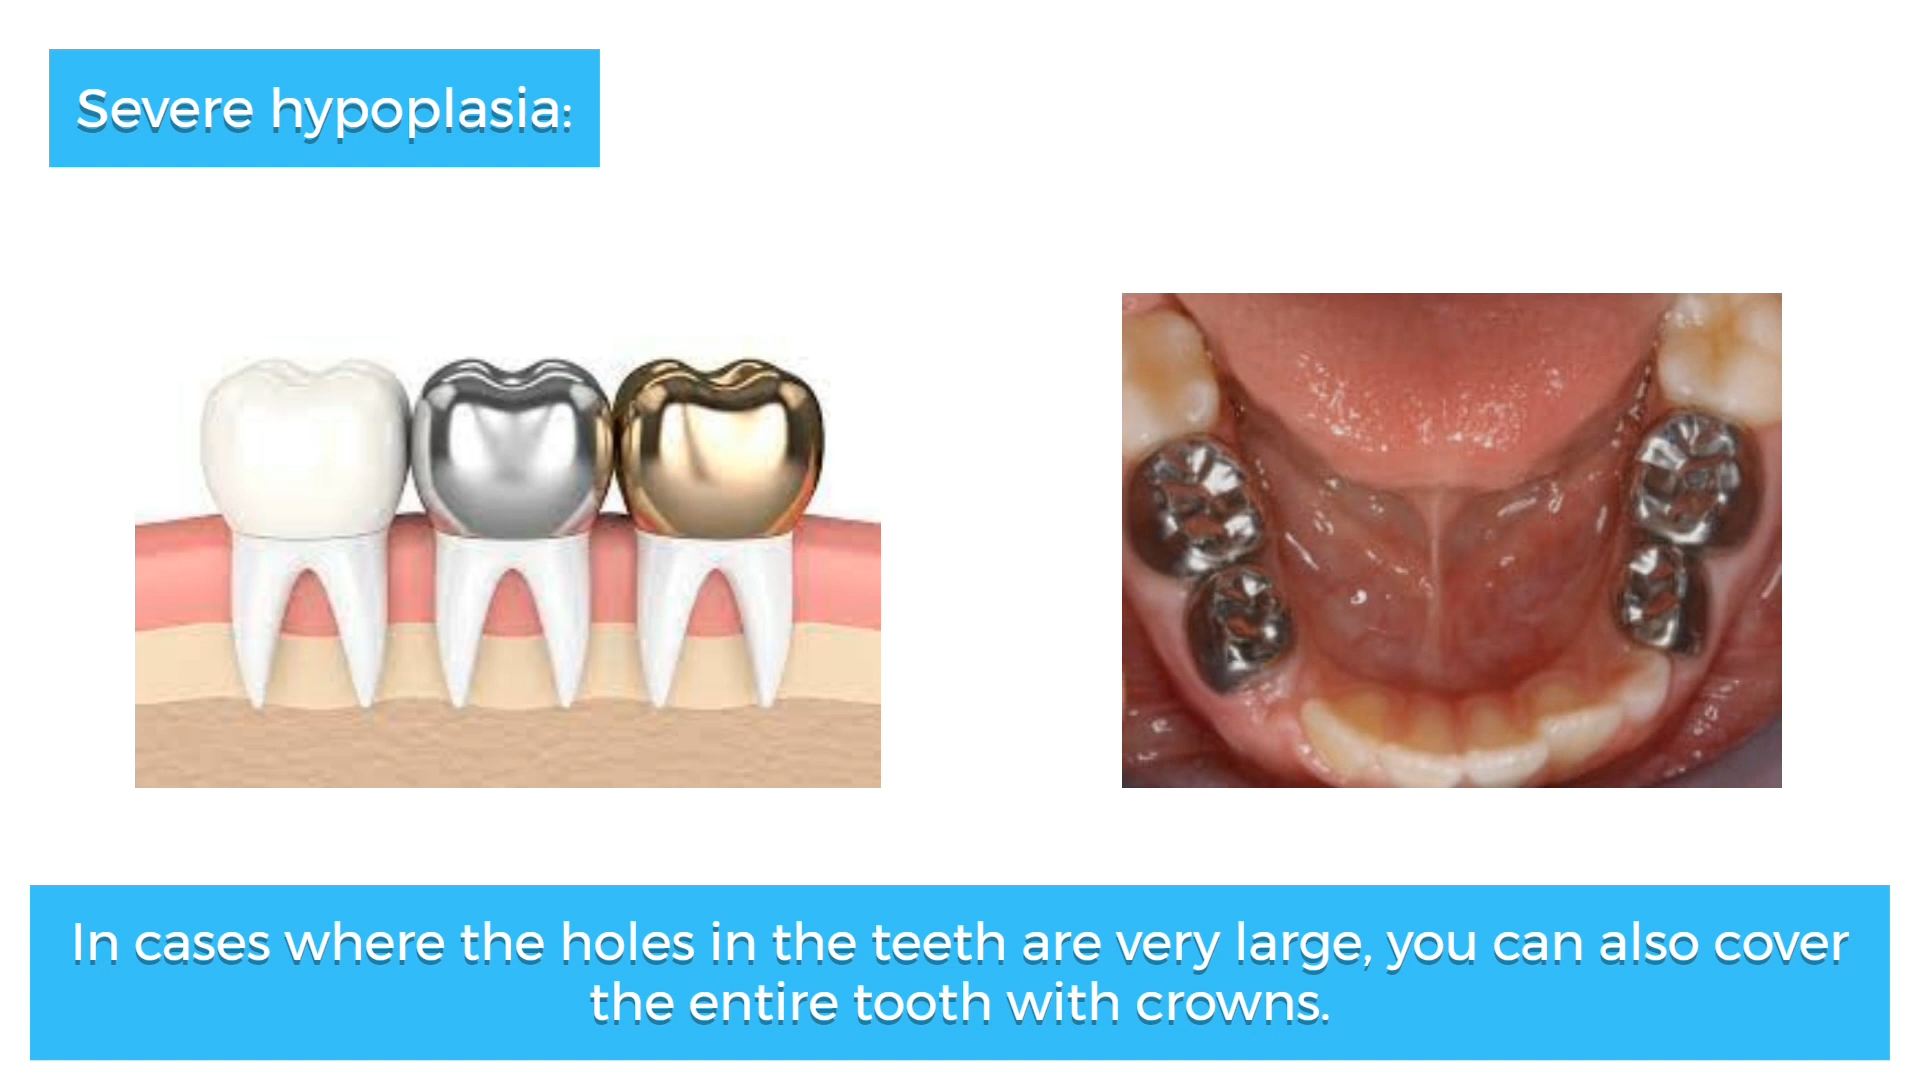 Severe hypoplasia:
In cases where the holes in the teeth are very large, you can also cover
the entire tooth with crowns.